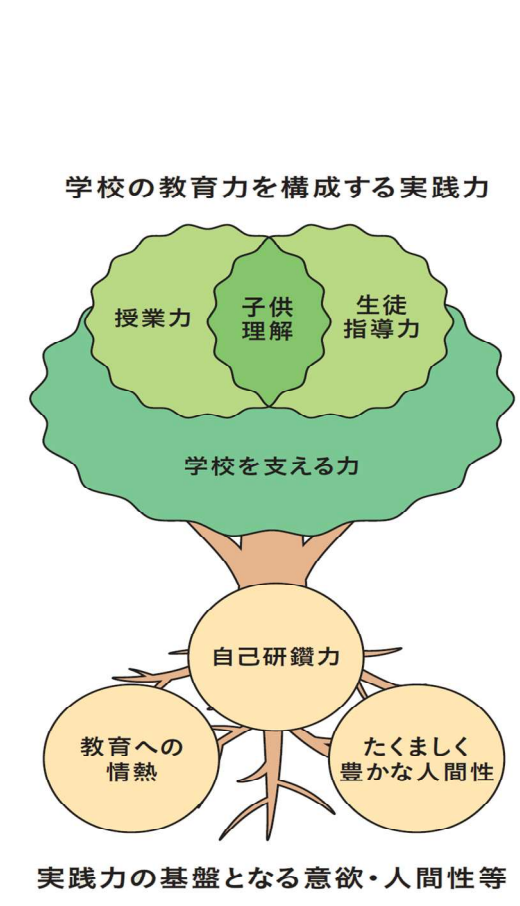 学校の教育力を構成する実践力
授業力
子供
理解
生徒
指導力
学校を支える力
自己研鑽力
教育への
情熱
たくましく
豊かな人間性
実践力の基盤となる意欲・人間性等